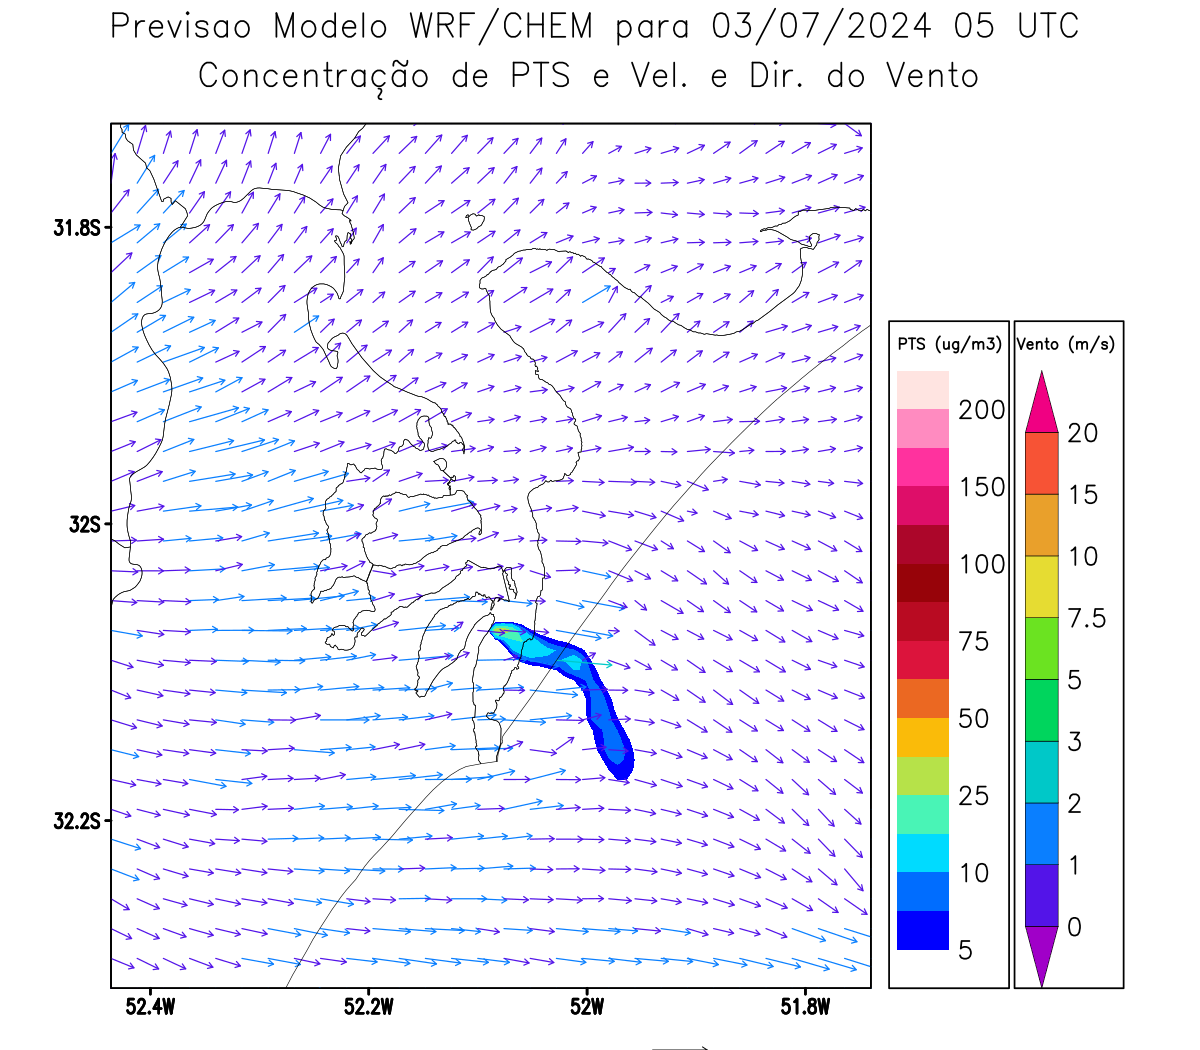 Previsao Modelo WRF/CHEM para 03/07/2024 05 UTC
Concentração de PTS e Vel. e Dir. do Vento
31.8S
32S
32.2S
52.4W 52.2W 52W 51.8W
PTS (ug/m3)
200
150
100
75
50
25
10
5
Vento (m/s)
20
15
10
7.5
5
3
2
1
0